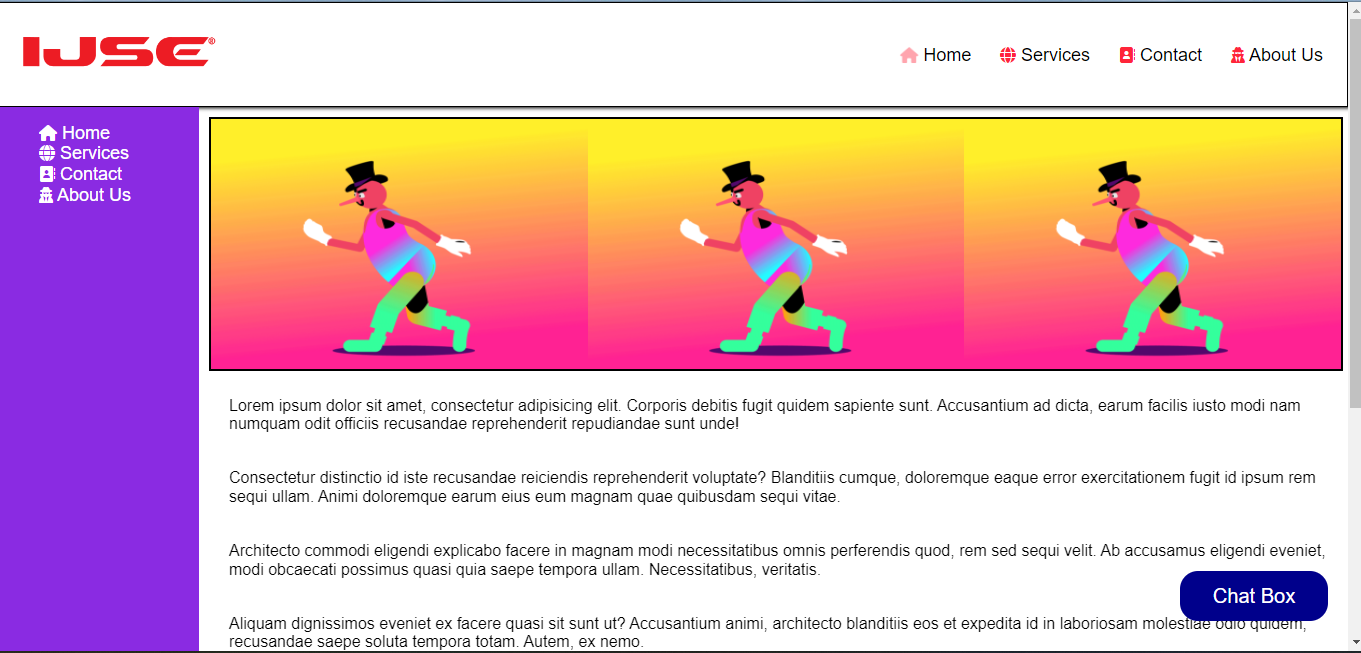 IJSE®
Home Services Contact About Us
Home
Services
Contact
About Us
Lorem ipsum dolor sit amet, consectetur adipisicing elit. Corporis debitis fugit quidem sapiente sunt. Accusantium ad dicta, earum facilis iusto modi nam
numquam odit officiis recusandae reprehenderit repudiandae sunt unde!
Consectetur distinctio id iste recusandae reiciendis reprehenderit voluptate? Blanditiis cumque, doloremque eaque error exercitationem fugit id ipsum rem
sequi ullam. Animi doloremque earum eius eum magnam quae quibusdam sequi vitae.
Architecto commodi eligendi explicabo facere in magnam modi necessitatibus omnis perferendis quod, rem sed sequi velit. Ab accusamus eligendi eveniet,
modi obcaecati possimus quasi quia saepe tempora ullam. Necessitatibus, veritatis.
Chat Box
Aliquam dignissimos eveniet ex facere quasi sit sunt ut? Accusantium animi, architecto blanditiis eos et expedita id in laboriosam molestiae odio quidem,
recusandae saepe soluta tempora totam. Autem, ex nemo.